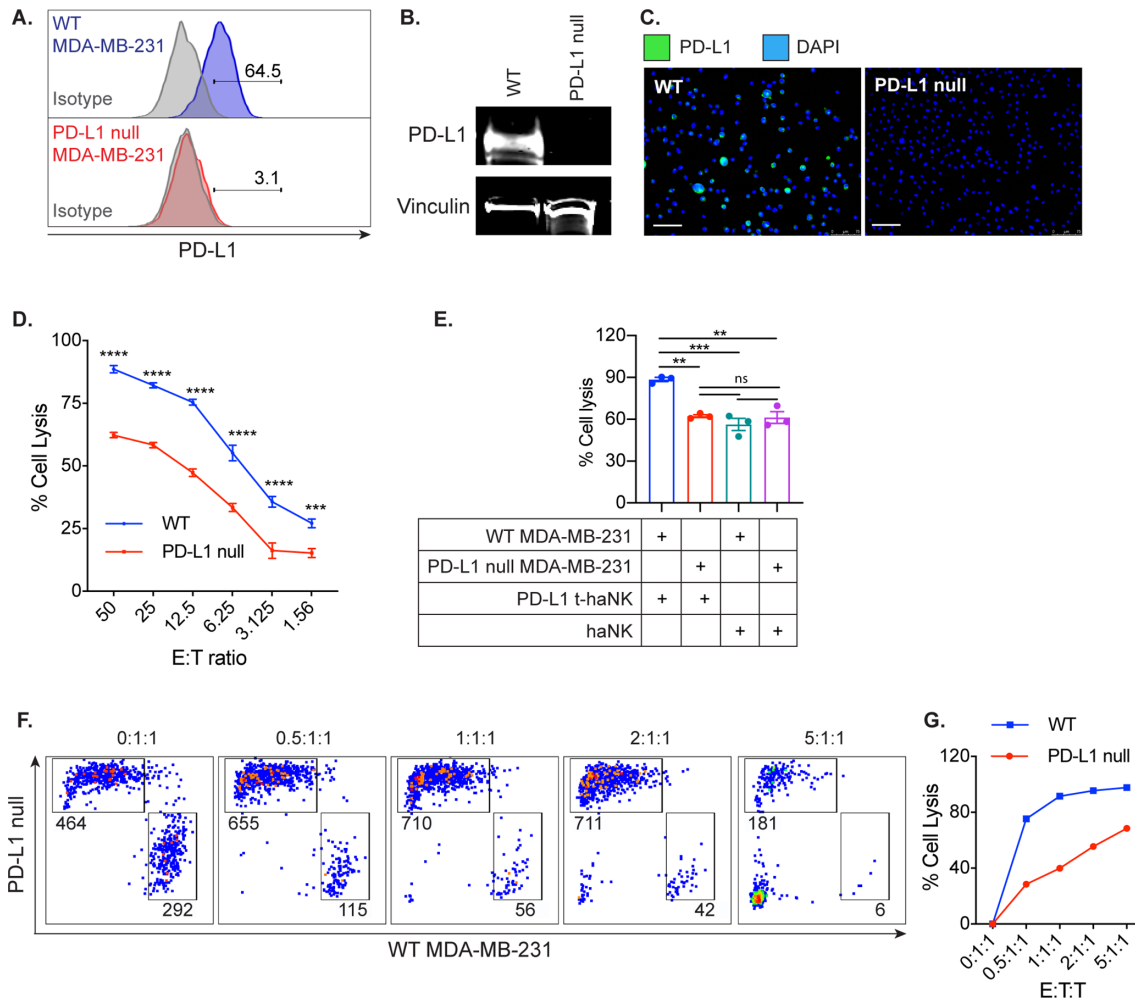 A.
WT
MDA-MB-231
64.5
Isotype
PD-L1 null
MDA-MB-231
3.1
Isotype
PD-L1
B.
WT
PD-L1 null
PD-L1
Vinculin
C.
PD-L1
DAPI
WT
PD-L1 null
D.
% Cell Lysis
100
75
50
25
0
****
****
****
****
****
***
WT
PD-L1 null
50
25
12.5
6.25
3.125
1.56
E:T ratio
E.
% Cell lysis
120
90
60
30
0
**
***
**
ns
WT MDA-MB-231 + +
PD-L1 null MDA-MB-231 + +
PD-L1 t-haNK + +
haNK + +
F.
0:1:1 0.5:1:1 1:1:1 2:1:1 5:1:1
PD-L1 null
464 655 710 711 181
292 115 56 42 6
WT MDA-MB-231
G.
WT
PD-L1 null
% Cell Lysis
120
80
40
0
0:1:1
0.5:1:1
1:1:1
2:1:1
5:1:1
E:T:T